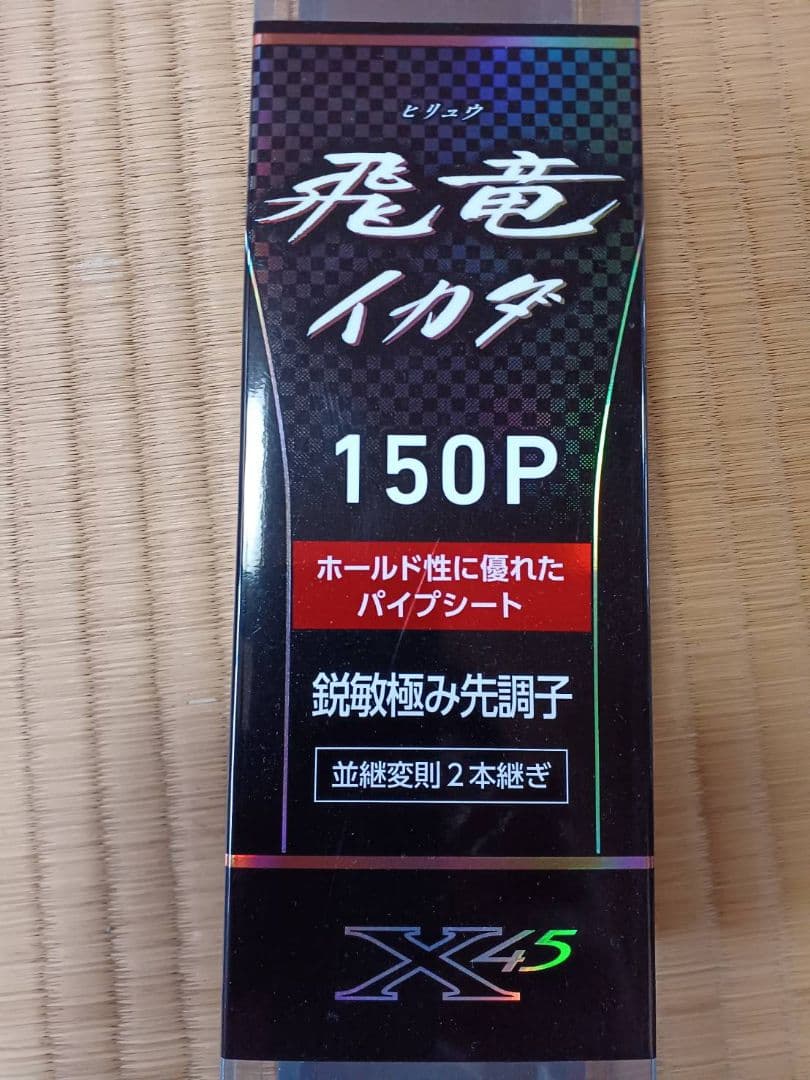 ヒリュウ
飛竜
イカダ
150P
ホールド性に優れた
パイプシート
鋭敏極み先調子
並継変則2本継ぎ
X45